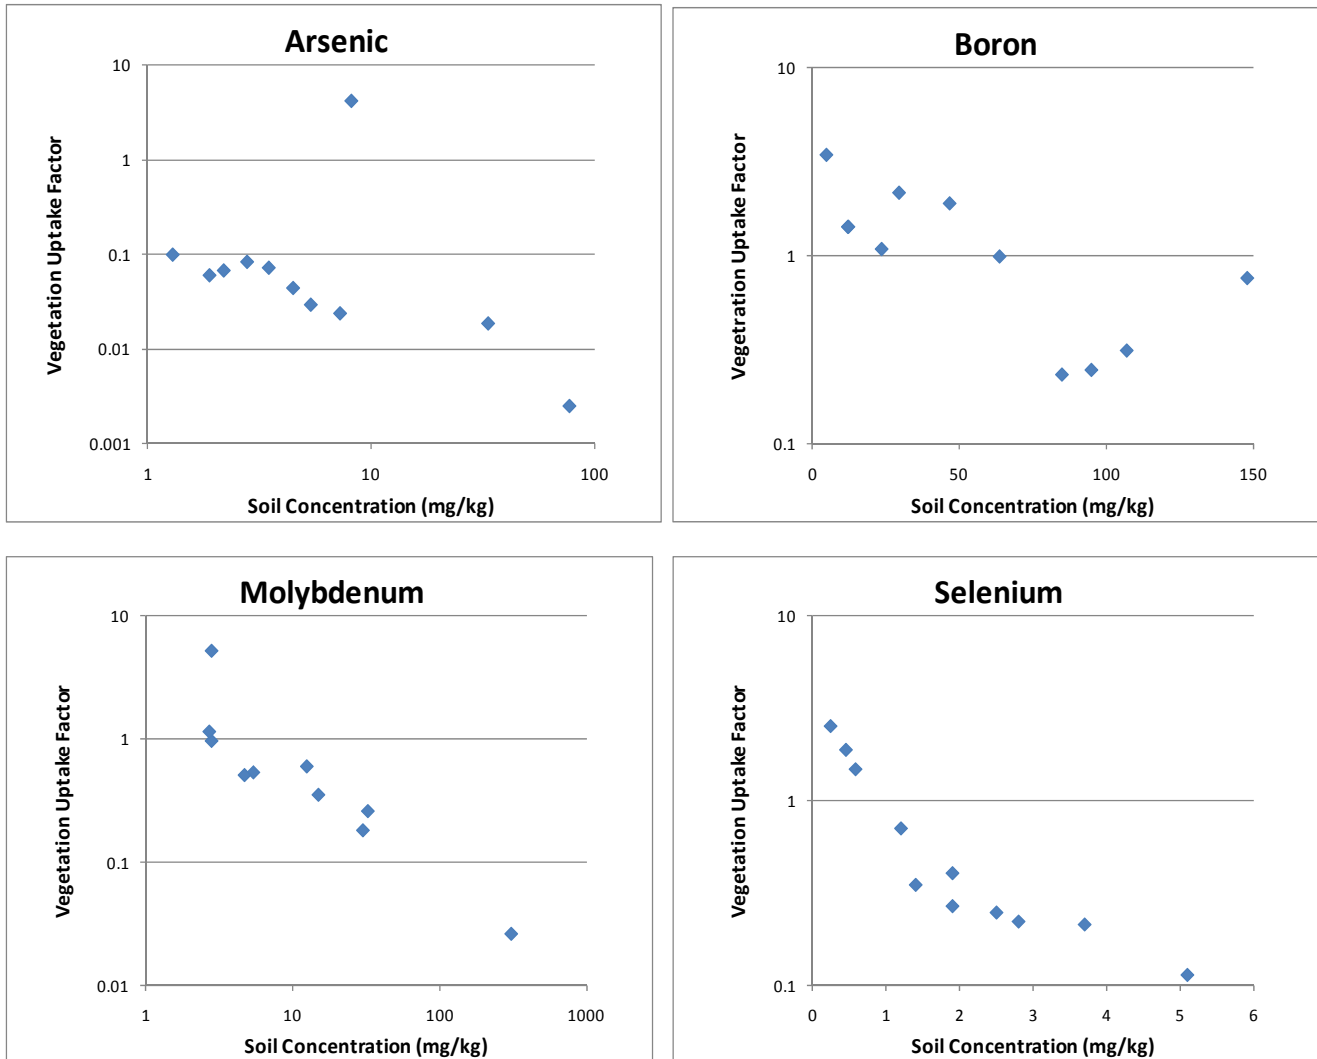 Arsenic
10
1
0.1
0.01
0.001
1 10 100
Vegetation Uptake Factor
Soil Concentration (mg/kg)
Boron
10
1
0.1
0 50 100 150
Vegetration Uptake Factor
Soil Concentration (mg/kg)
Molybdenum
10
1
0.1
0.01
1 10 100 1000
Vegetation Uptake Factor
Soil Concentration (mg/kg)
Selenium
10
1
0.1
0 1 2 3 4 5 6
Vegetation Uptake Factor
Soil Concentration (mg/kg)